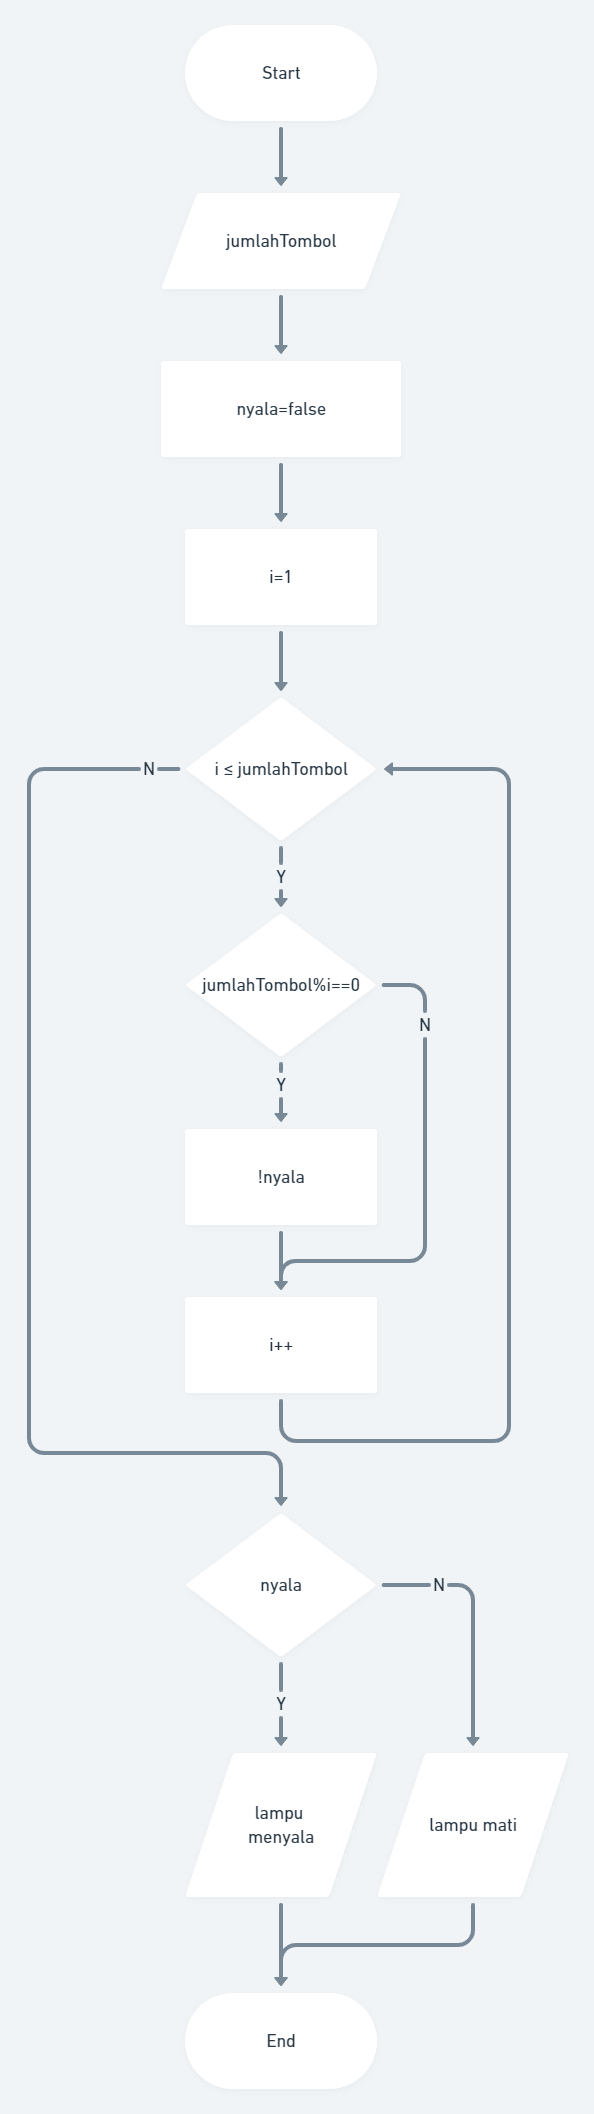 Start
jumlahTombol
nyala=false
i=1
i ≤ jumlahTombol
N
Y
jumlahTombol%i==0
N
Y
!nyala
i++
nyala
N
Y
lampu
menyala
lampu mati
End